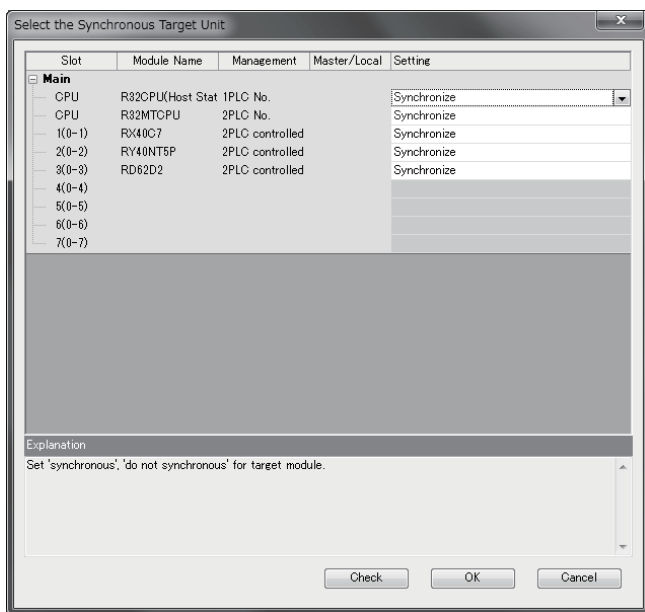 Select the Synchronous Target Unit
Slot Module Name Management Master/Local Setting
Main
CPU R32CPU(Host Stat 1PLC No. Synchronize
CPU R32MTCPU 2PLC No. Synchronize
1(0-1) RX40C7 2PLC controlled Synchronize
2(0-2) RY40NT5P 2PLC controlled Synchronize
3(0-3) RD62D2 2PLC controlled Synchronize
4(0-4)
5(0-5)
6(0-6)
7(0-7)
Explanation
Set 'synchronous', 'do not synchronous' for target module.
Check OK Cancel